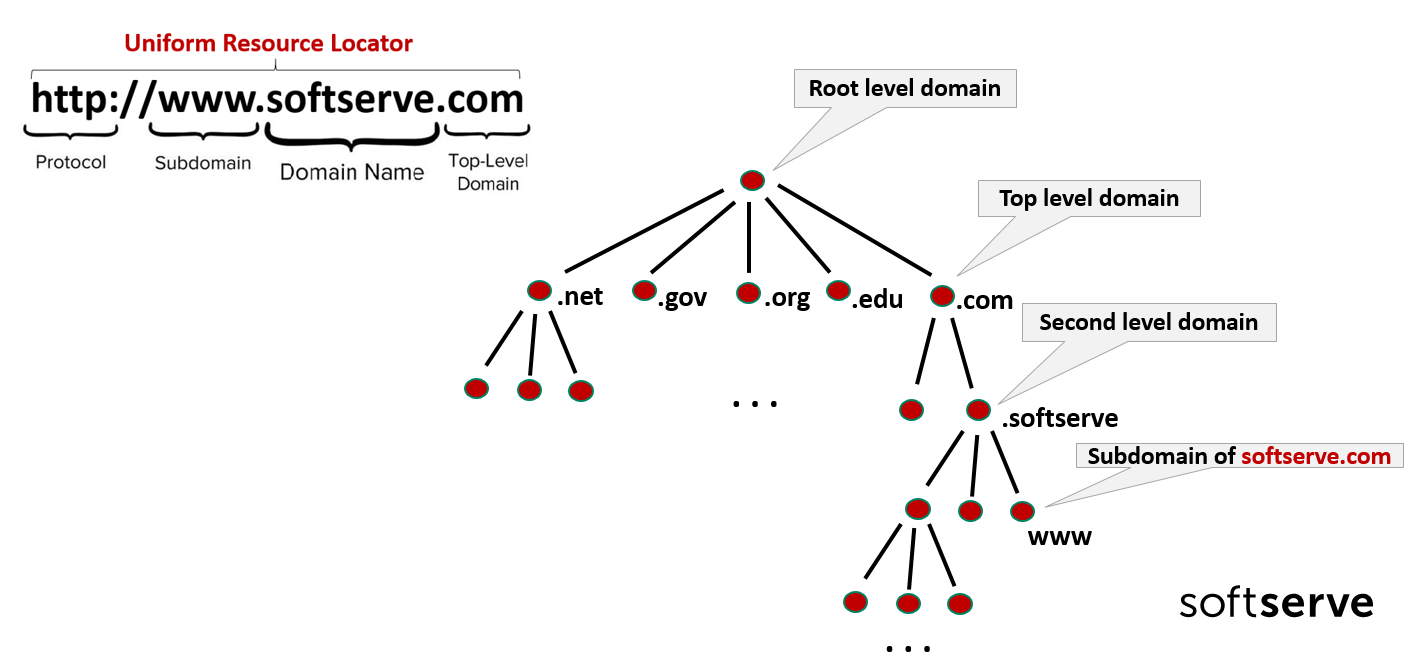 Uniform Resource Locator
http://www.softserve.com
Protocol
Subdomain
Domain Name
Top-Level
Domain
Root level domain
Top level domain
.net
.gov
.org
.edu
.com
Second level domain
. . .
.softserve
Subdomain of softserve.com
www
softserve
. . .